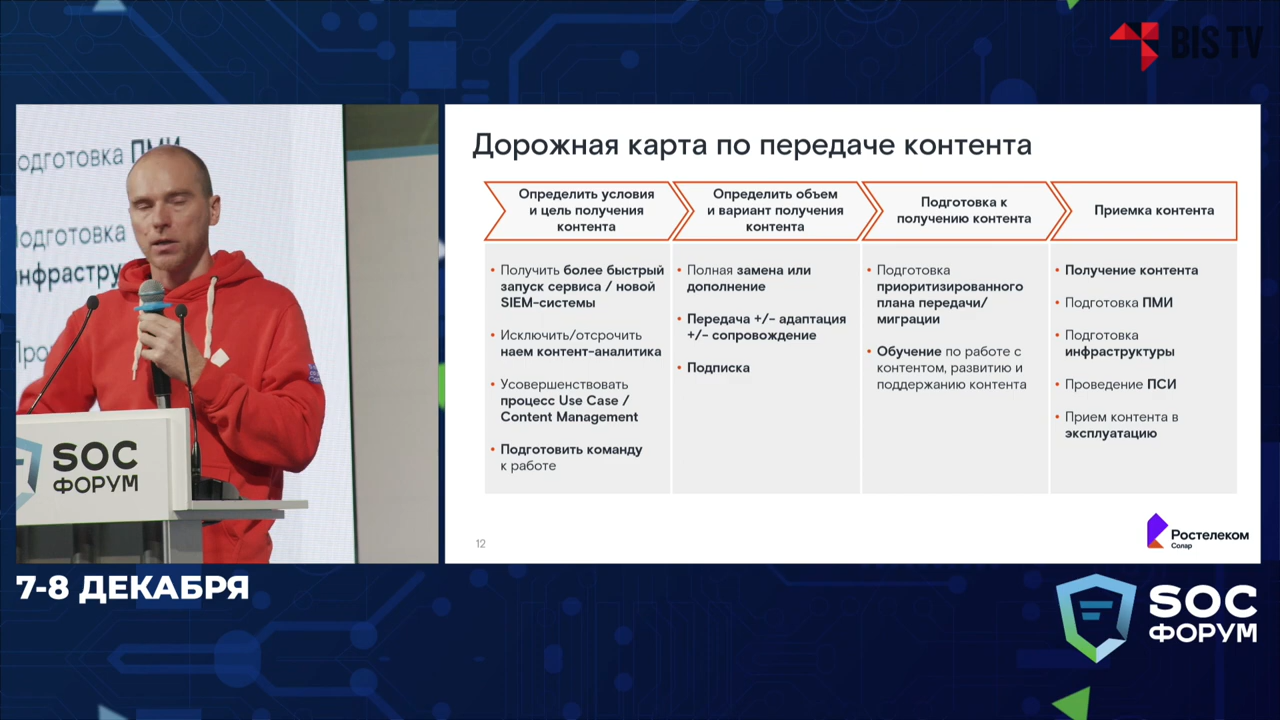 BIS TV
одготовка ПМИ
одготовка
нфрастру
Про
SOC
ФОРУМ
Дорожная карта по передаче контента
Определить условия
и цель получения
контента
Определить объем
и вариант получения
контента
Подготовка к
получению контента
Приемка контента
• Получить более быстрый
запуск сервиса / новой
SIEM-системы
• Исключить/отсрочить
наем контент-аналитика
• Усовершенствовать
процесс Use Case /
Content Management
• Подготовить команду
к работе
• Полная замена или
дополнение
• Передача +/- адаптация
+/- сопровождение
• Подписка
• Подготовка
приоритизированного
плана передачи/
миграции
• Обучение по работе с
контентом, развитию и
поддержанию контента
• Получение контента
• Подготовка ПМИ
• Подготовка
инфраструктуры
• Проведение ПСИ
• Прием контента в
эксплуатацию
12
Ростелеком
Солар
7-8 ДЕКАБРЯ
SOC
ФОРУМ